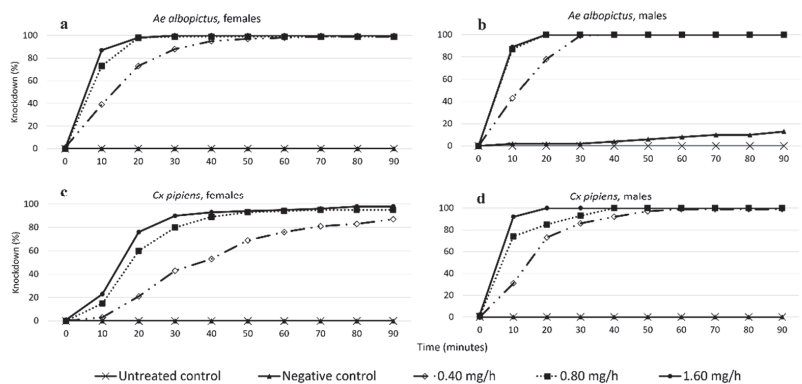 a
Ae albopictus, females
Knockdown (%)
100
80
60
40
20
0
0 10 20 30 40 50 60 70 80 90
b
Ae albopictus, males
100
80
60
40
20
0
0 10 20 30 40 50 60 70 80 90
c
Cx pipiens, females
Knockdown (%)
100
80
60
40
20
0
0 10 20 30 40 50 60 70 80 90
d
Cx pipiens, males
100
80
60
40
20
0
0 10 20 30 40 50 60 70 80 90
Time (minutes)
Untreated control Negative control 0.40 mg/h 0.80 mg/h 1.60 mg/h